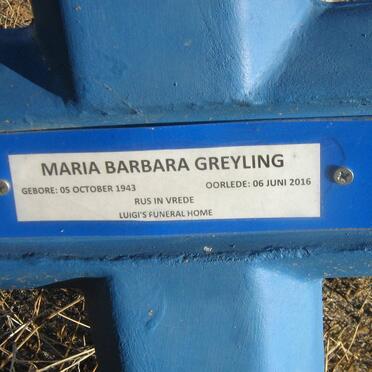 MARIA BARBARA GREYLING
GEBORE: 05 OCTOBER 1943 OORLEDE: 06 JUNI 2016
RUS IN VREDE
LUIGI'S FUNERAL HOME